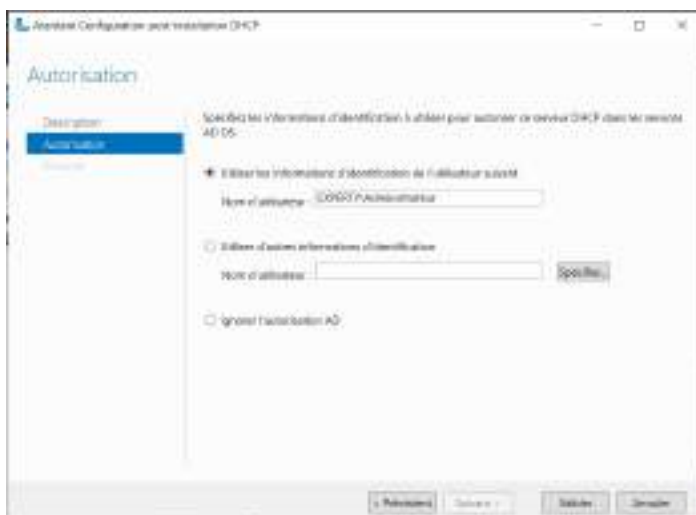 Assistant Configuration post-installation DHCP
Autorisation
Description
Autorisation
Spécifiez les informations d'identification à utiliser pour autoriser ce serveur DHCP dans les services
AD DS.
Utiliser les informations d'identification de l'utilisateur suivant
Nom d'utilisateur :
Utiliser d'autres informations d'identification
Nom d'utilisateur :
Spécifier...
Ignorer l'autorisation AD
< Précédent
Suivant >
Valider
Annuler